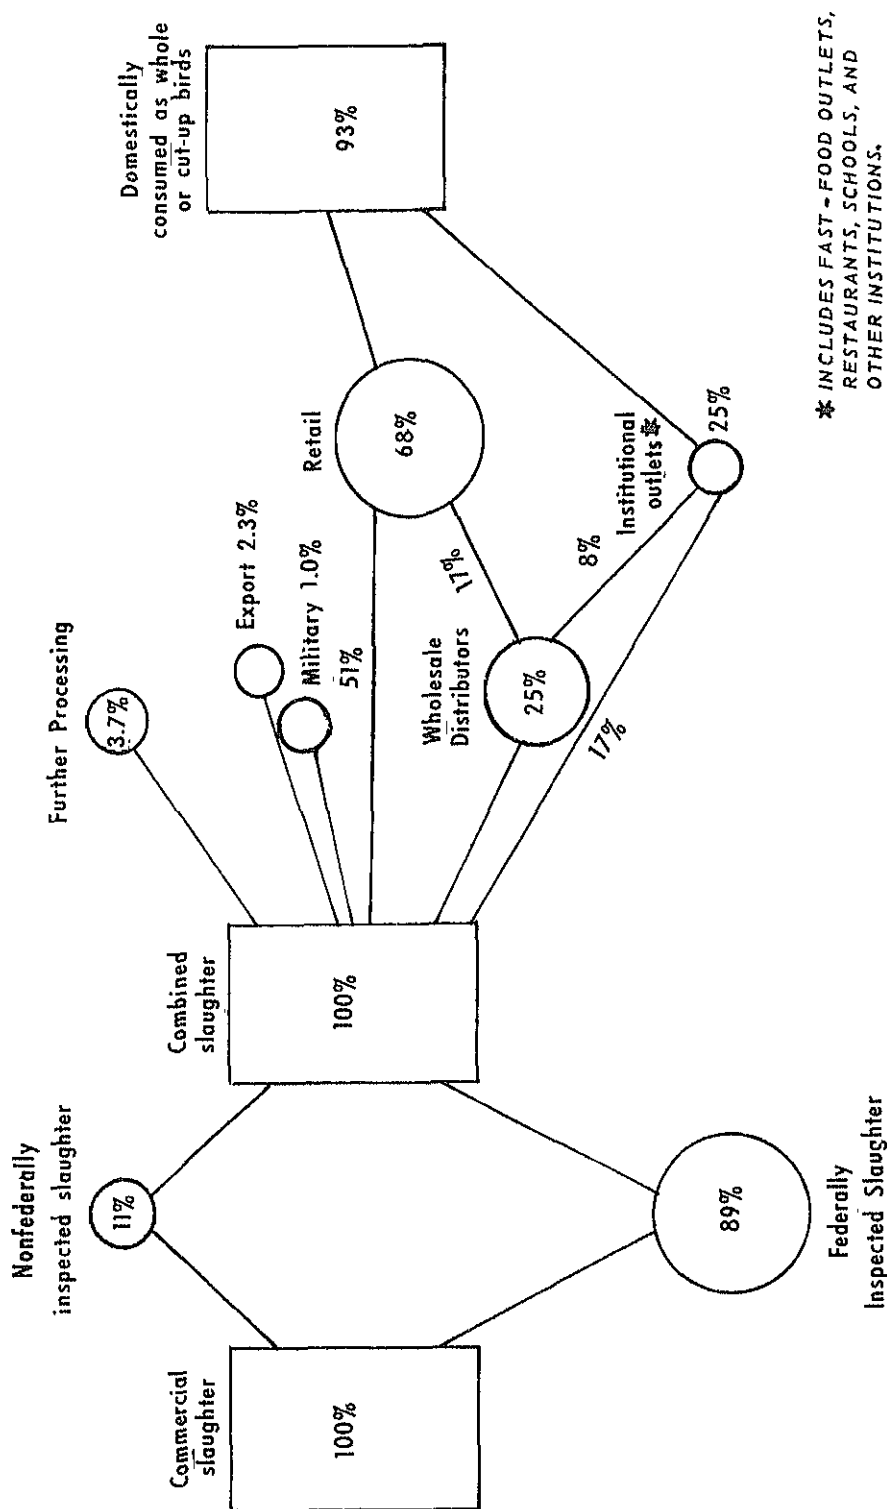 Commercial
slaughter
100%
Nonfederally
inspected slaughter
11%
89%
Federally
Inspected Slaughter
Combined
slaughter
100%
Further Processing
3.7%
Export 2.3%
Military 1.0%
51%
Wholesale
Distributors
25%
17%
8%
17%
Retail
68%
Institutional
outlets*
25%
Domestically
consumed as whole
or cut-up birds
93%
* INCLUDES FAST-FOOD OUTLETS,
RESTAURANTS, SCHOOLS, AND
OTHER INSTITUTIONS.